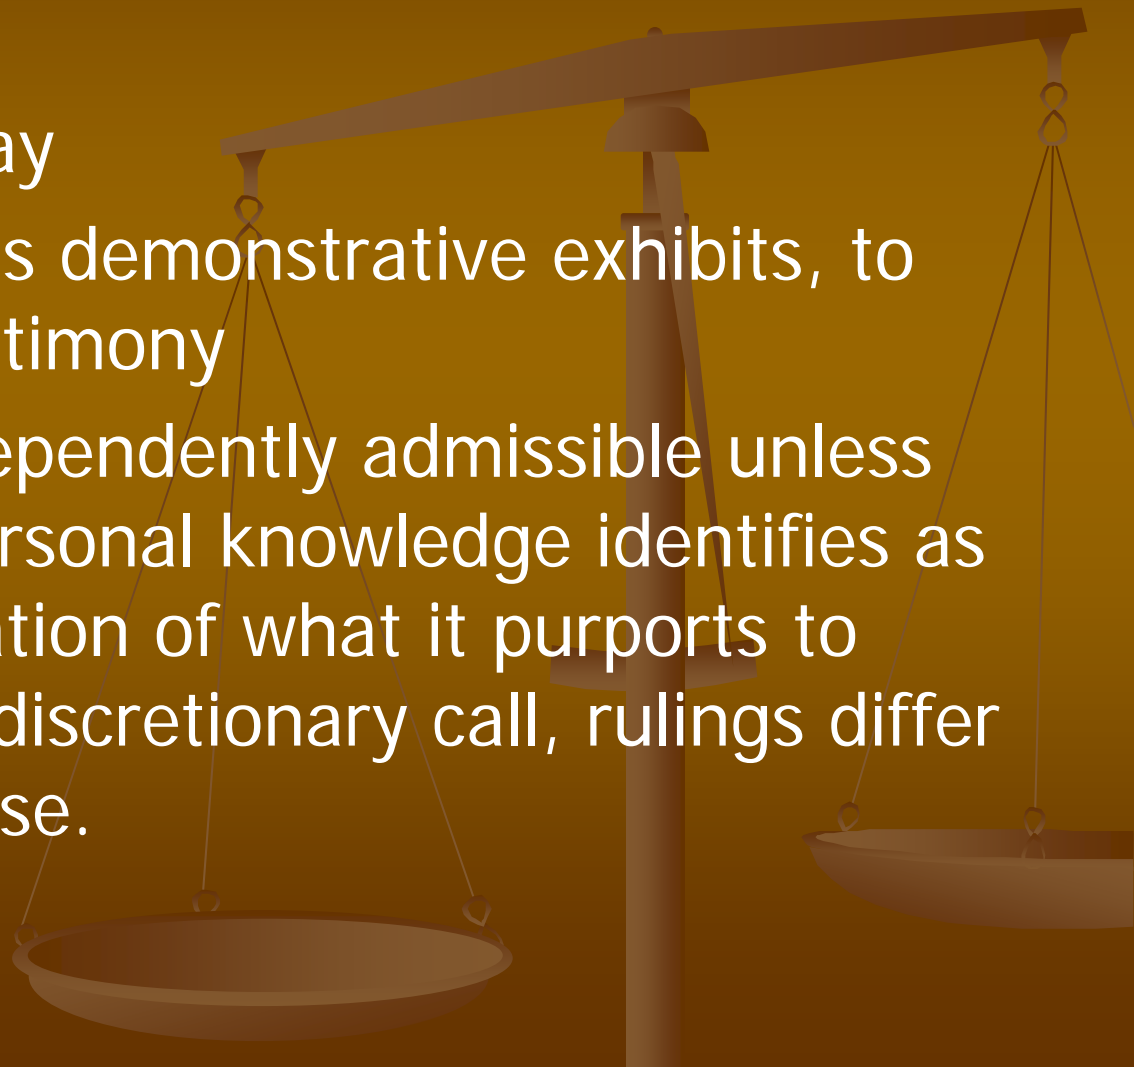 ay
s demonstrative exhibits, to
timony
ependently admissible unless
rsonal knowledge identifies as
ation of what it purports to
discretionary call, rulings differ
se.